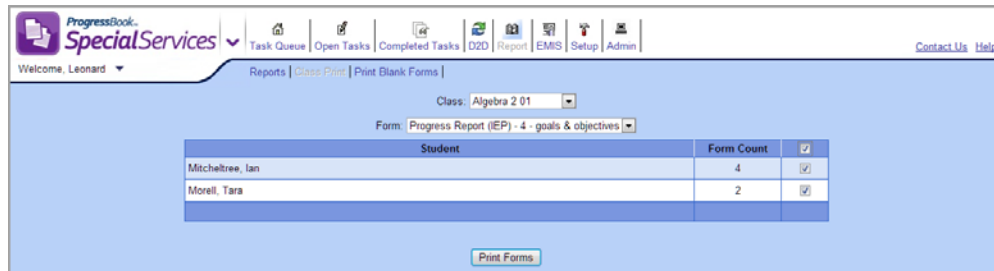 ProgressBook
SpecialServices
Task Queue | Open Tasks | Completed Tasks | D2D | Report | EMIS | Setup | Admin |
Contact Us Help
Welcome, Leonard
Reports | Class Print | Print Blank Forms |
Class: Algebra 2 01
Form: Progress Report (IEP) - 4 - goals & objectives
Student Form Count
Mitcheltree, Ian 4
Morell, Tara 2
Print Forms